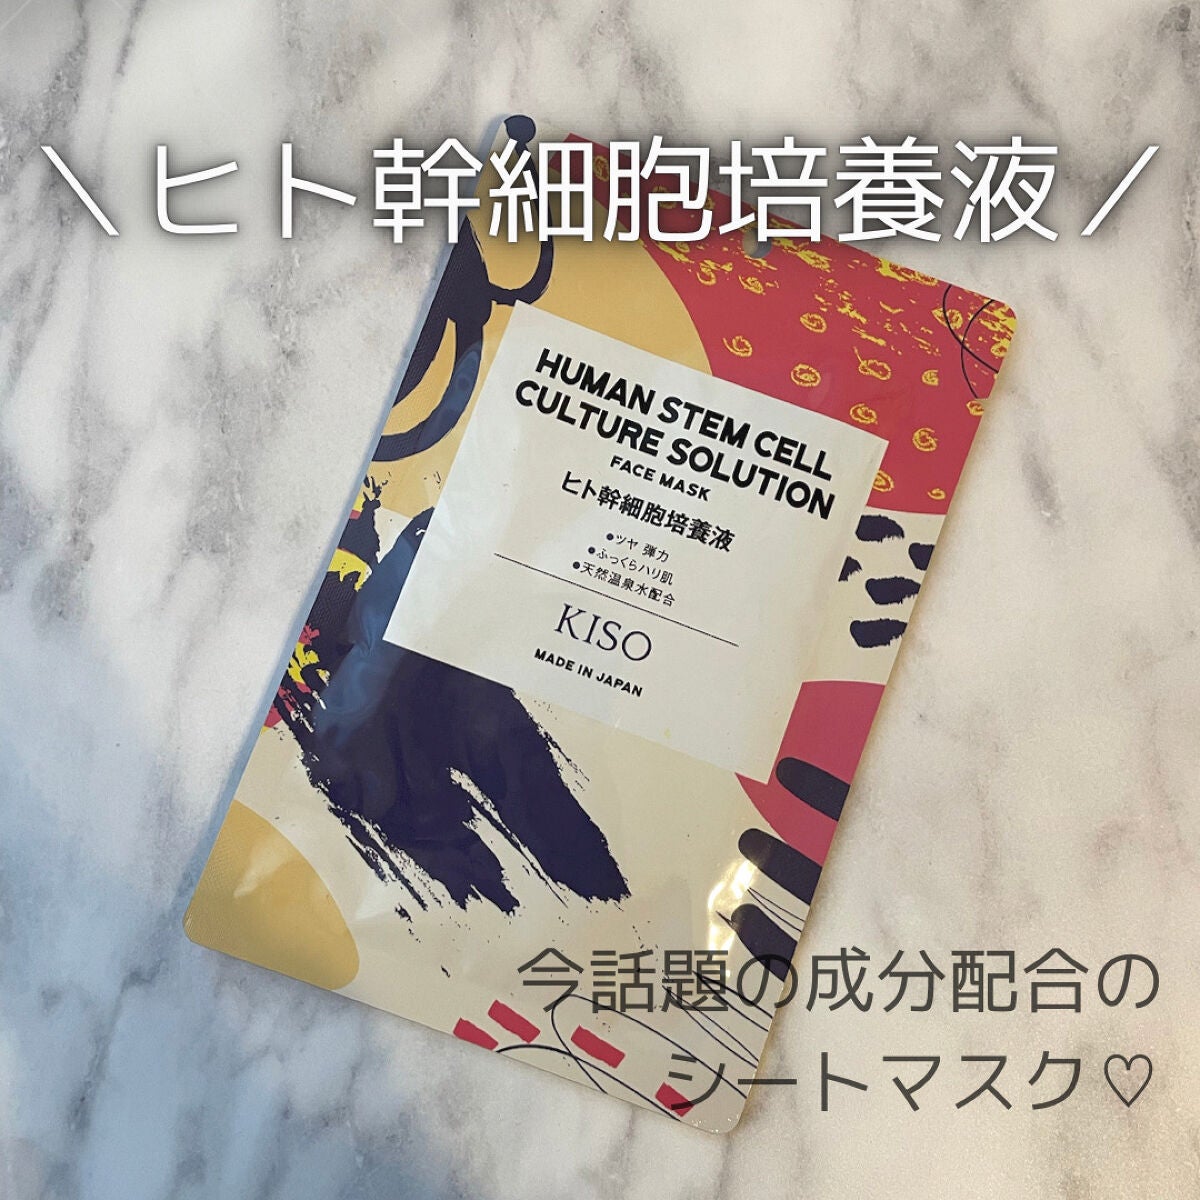 ＼ヒト幹細胞培養液／
HUMAN STEM CELL
CULTURE SOLUTION
FACE MASK
ヒト幹細胞培養液
●ツヤ 弾力
●ふっくらハリ肌
●天然温泉水配合
KISO
MADE IN JAPAN
今話題の成分配合の
シートマスク♡